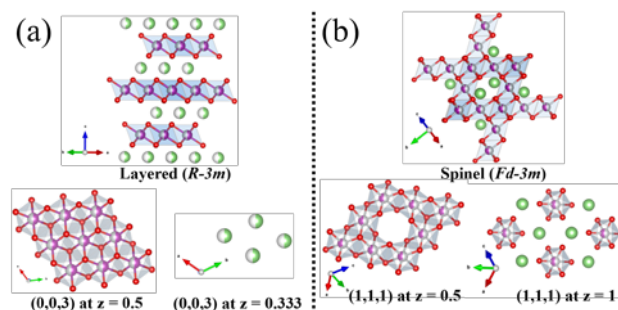 (a)
(b)
Layered (R-3m)
Spinel (Fd-3m)
(0,0,3) at z = 0.5
(0,0,3) at z = 0.333
(1,1,1) at z = 0.5
(1,1,1) at z = 1